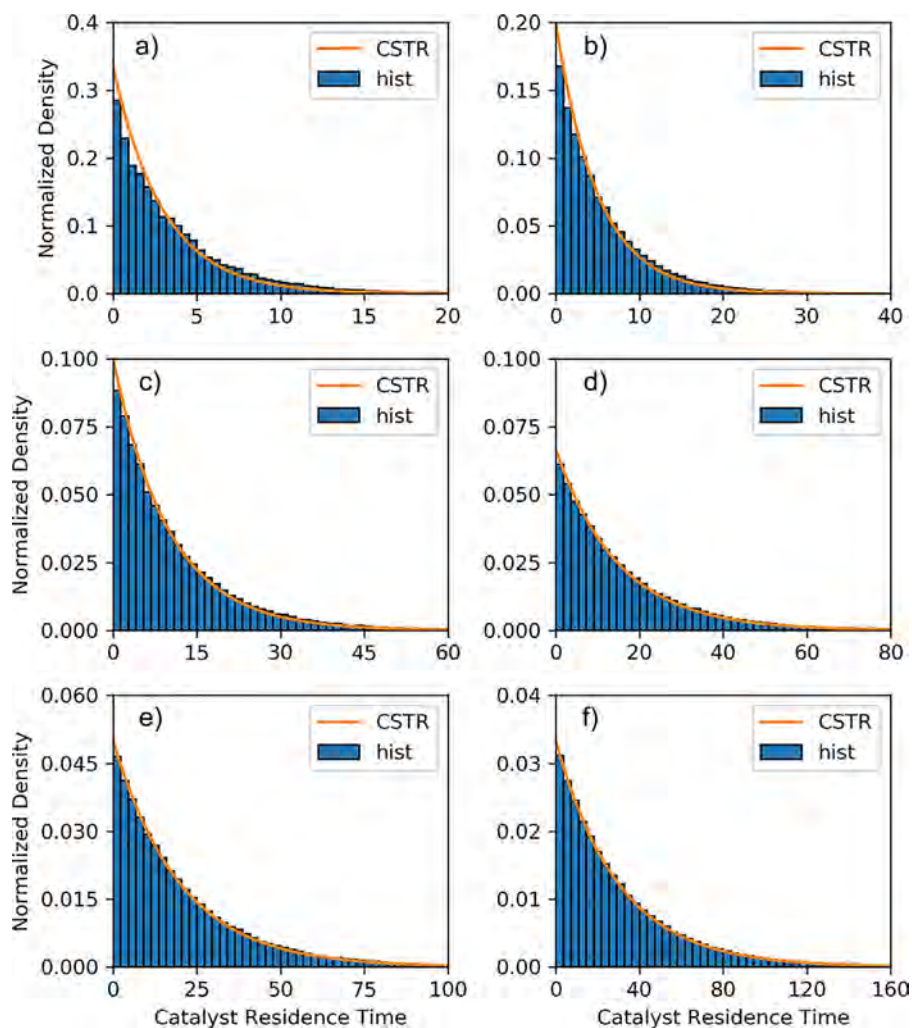 a)
CSTR
hist
Normalized Density
0.4
0.3
0.2
0.1
0.0
0
5
10
15
20
b)
CSTR
hist
0.20
0.15
0.10
0.05
0.00
0
10
20
30
40
c)
CSTR
hist
Normalized Density
0.100
0.075
0.050
0.025
0.000
0
15
30
45
60
d)
CSTR
hist
0.100
0.075
0.050
0.025
0.000
0
20
40
60
80
e)
CSTR
hist
Normalized Density
0.060
0.045
0.030
0.015
0.000
0
25
50
75
100
Catalyst Residence Time
f)
CSTR
hist
0.04
0.03
0.02
0.01
0.00
0
40
80
120
160
Catalyst Residence Time